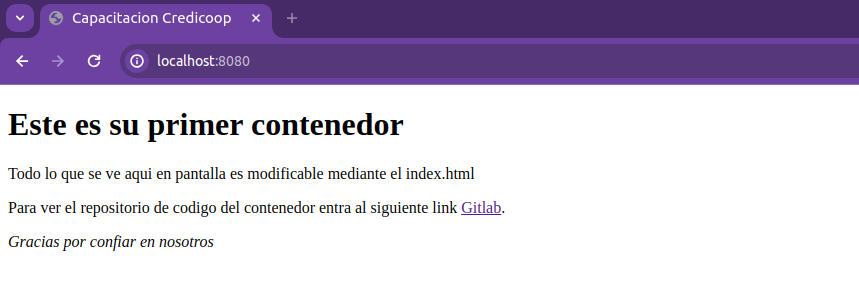 Capacitacion Credicoop
localhost:8080
Este es su primer contenedor
Todo lo que se ve aqui en pantalla es modificable mediante el index.html
Para ver el repositorio de codigo del contenedor entra al siguiente link Gitlab.
Gracias por confiar en nosotros